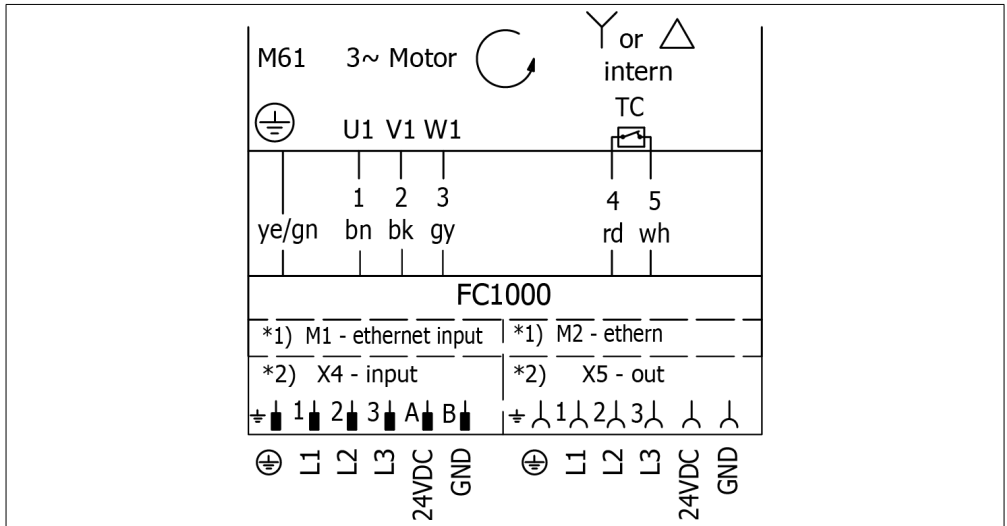 M61 3~ Motor Y or △
intern
TC
U1 V1 W1
1 2 3 4 5
ye/gn bn bk gy rd wh
FC1000
*1) M1 - ethernet input *1) M2 - ethern
*2) X4 - input *2) X5 - out
1 2 3 A B 1 2 3
L1 L2 L3 24VDC GND L1 L2 L3 24VDC GND